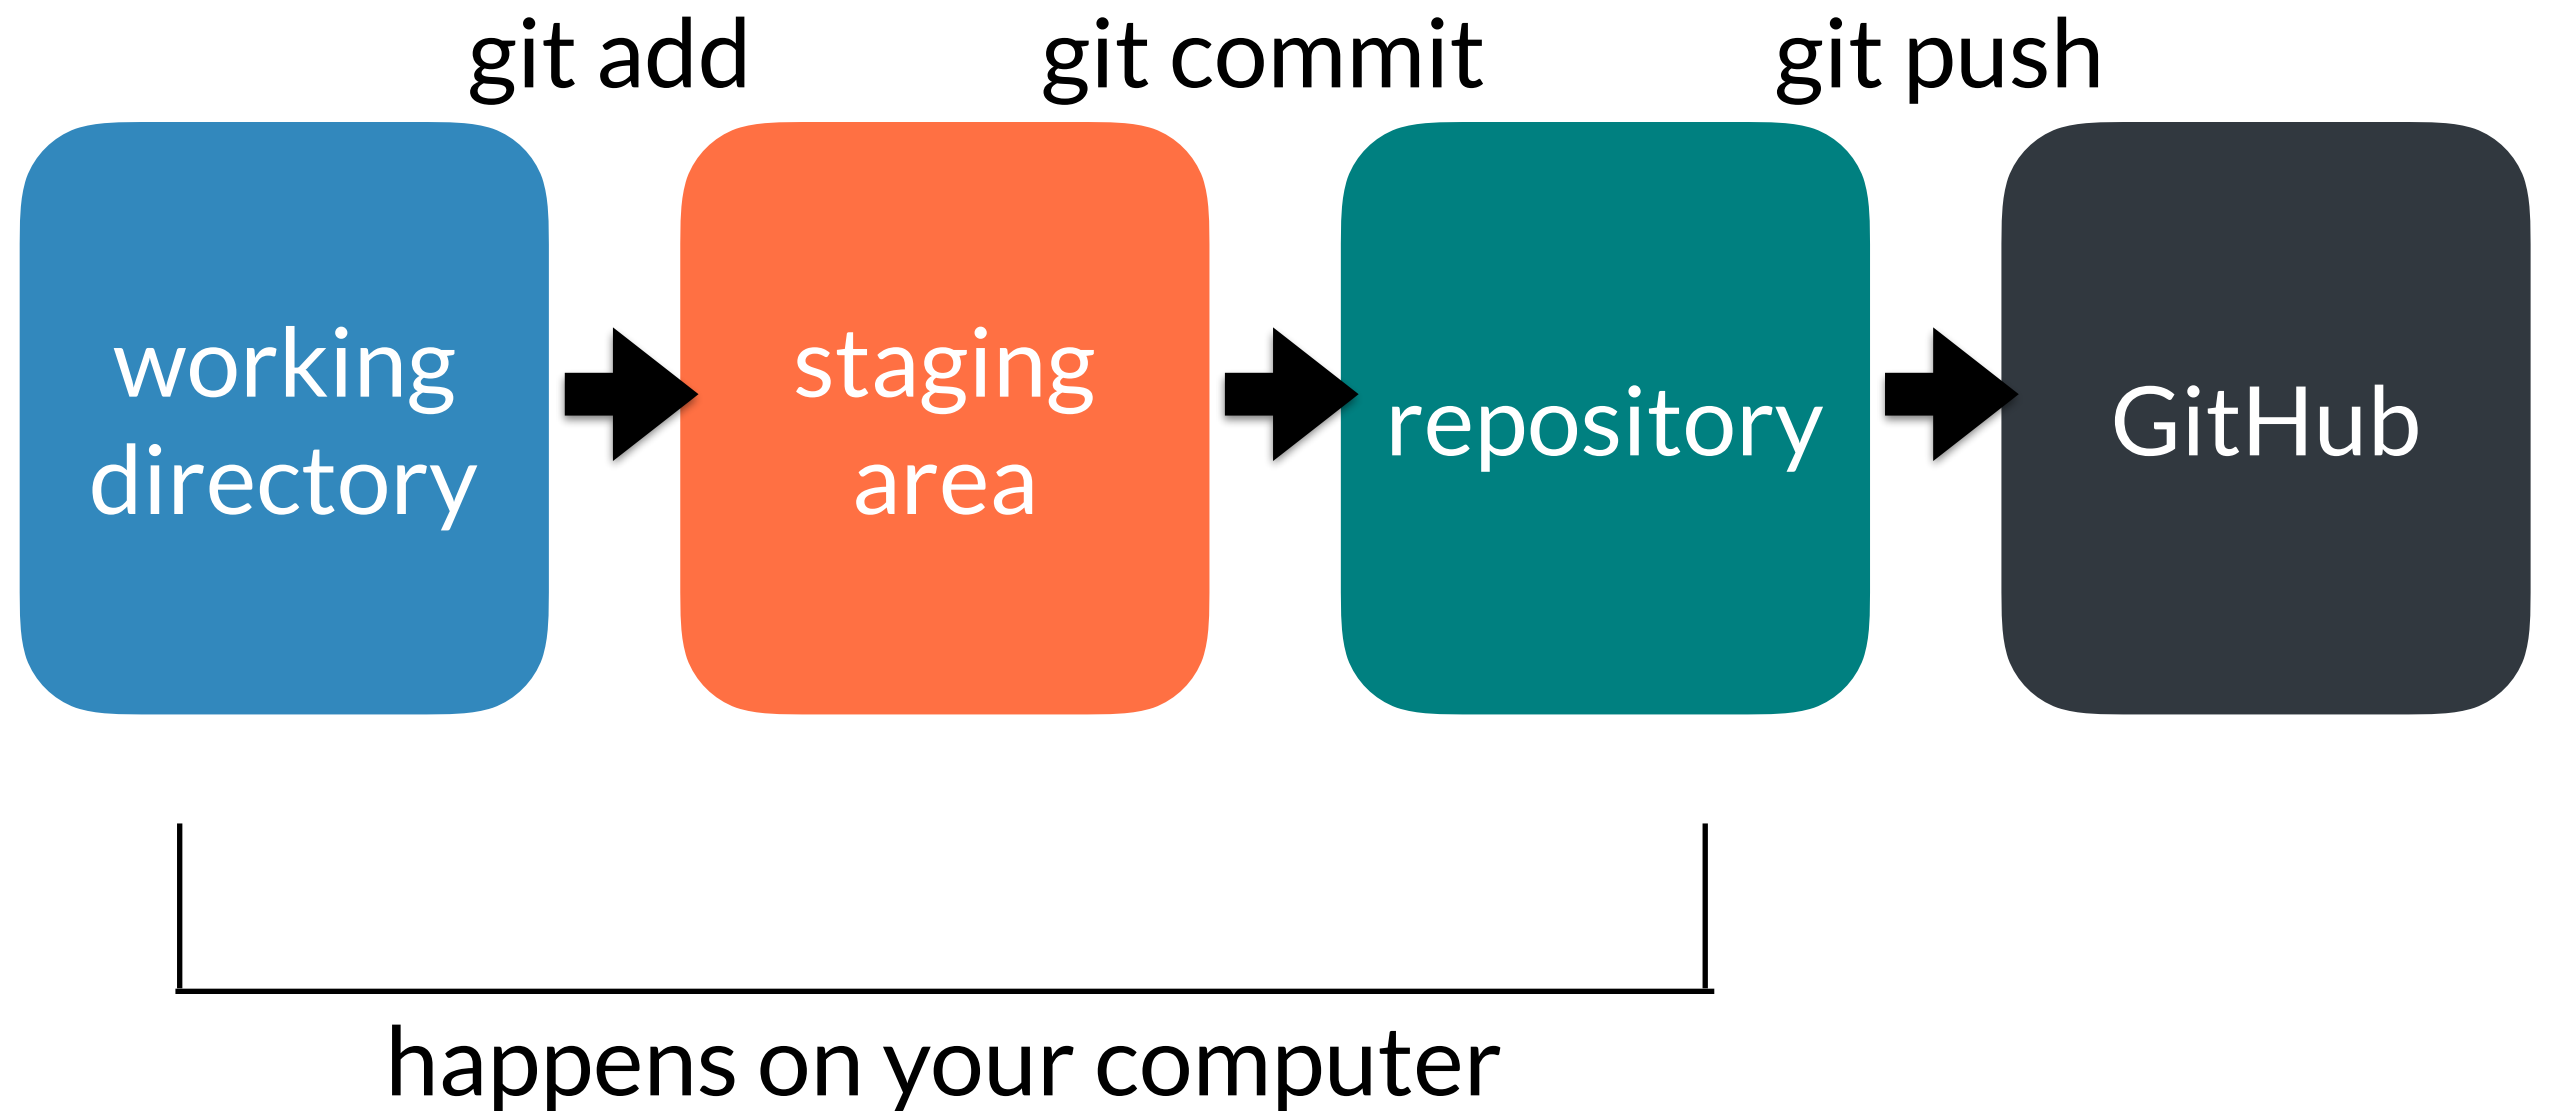 git add
git commit
git push
working
directory
staging
area
repository
GitHub
happens on your computer